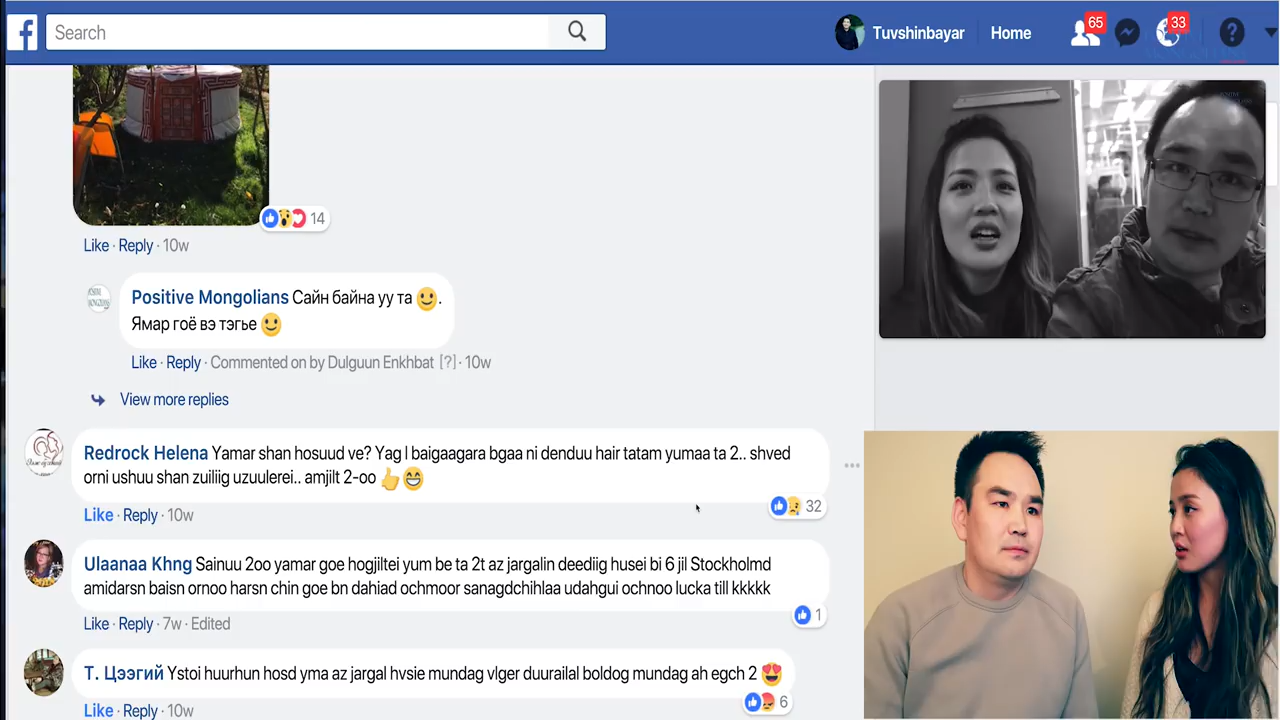 Search
Tuvshinbayar
Home
65
33
14
Like · Reply · 10w
Positive Mongolians Сайн байна уу та 🙂.
Ямар гоё вэ тэгье 🙂
Like · Reply · Commented on by Dulguun Enkhbat [?] · 10w
View more replies
Redrock Helena Yamar shan hosuud ve? Yag l baigaagara bgaa ni denduu hair tatam yumaa ta 2.. shved
orni ushuu shan zuiliig uzuulerei.. amjilt 2-oo 👍😁
32
Like · Reply · 10w
Ulaanaa Khng Sainuu 2oo yamar goe hogjiltei yum be ta 2t az jargalin deediig husei bi 6 jil Stockholmd
amidarsn baisn ornoo harsn chin goe bn dahiad ochmoor sanagdchihlaa udahgui ochnoo lucka till kkkkk
1
Like · Reply · 7w · Edited
Т. Цээгий Ystoi huurhun hosd yma az jargal hvsie mundag vlger duurailal boldog mundag ah egch 2 😍
6
Like · Reply · 10w